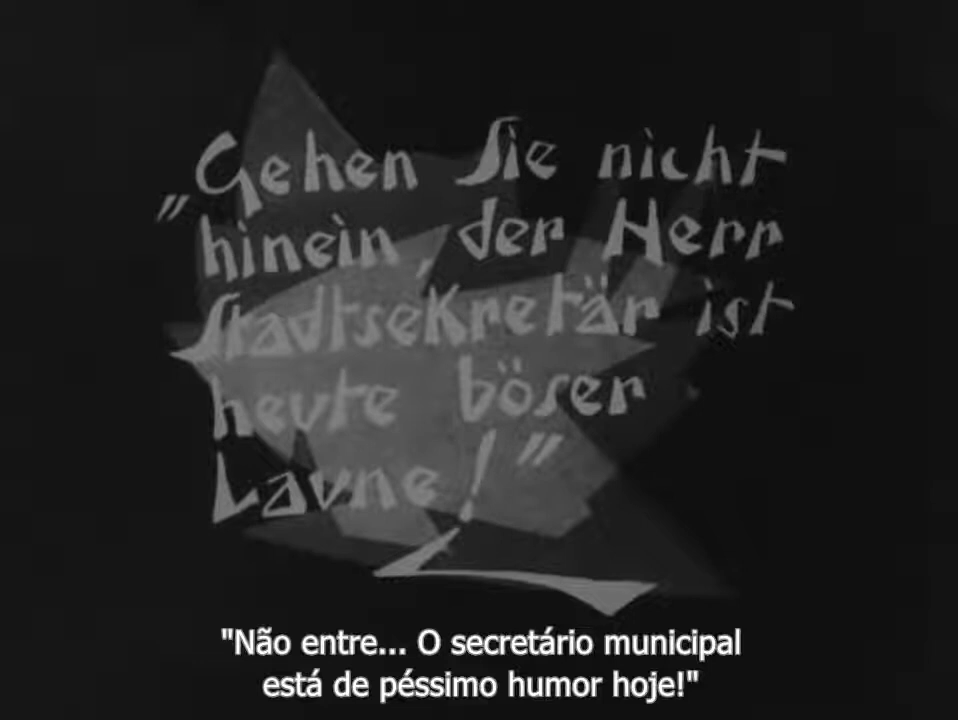 „Gehen Sie nicht
hinein, der Herr
Stadtsekretär ist
heute böser
Laune!”
"Não entre... O secretário municipal
está de péssimo humor hoje!"